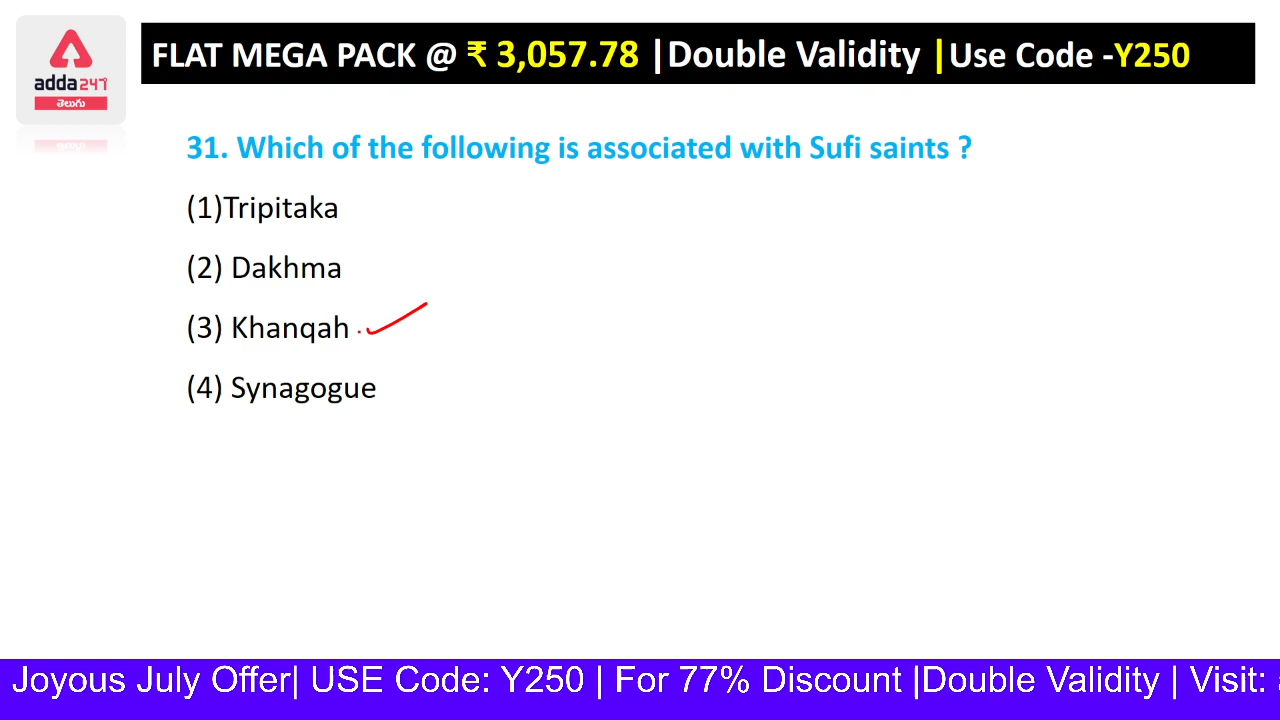 adda247
తెలుగు
FLAT MEGA PACK @ ₹ 3,057.78 |Double Validity |Use Code -Y250
31. Which of the following is associated with Sufi saints ?
(1)Tripitaka
(2) Dakhma
(3) Khanqah
(4) Synagogue
Joyous July Offer| USE Code: Y250 | For 77% Discount |Double Validity | Visit: